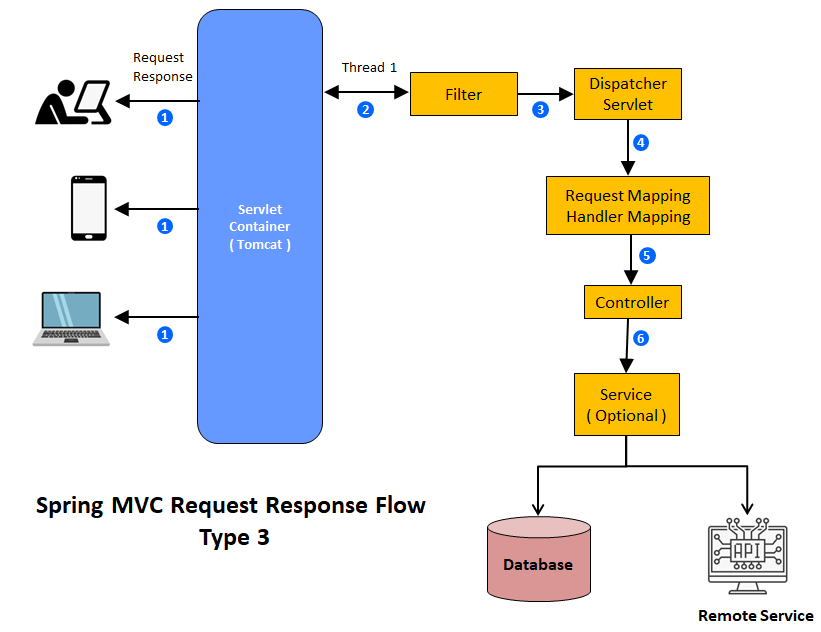 Request
Response
1
1
1
Servlet
Container
( Tomcat )
Thread 1
2
Filter
3
Dispatcher
Servlet
4
Request Mapping
Handler Mapping
5
Controller
6
Service
( Optional )
Database
API
Remote Service
Spring MVC Request Response Flow
Type 3